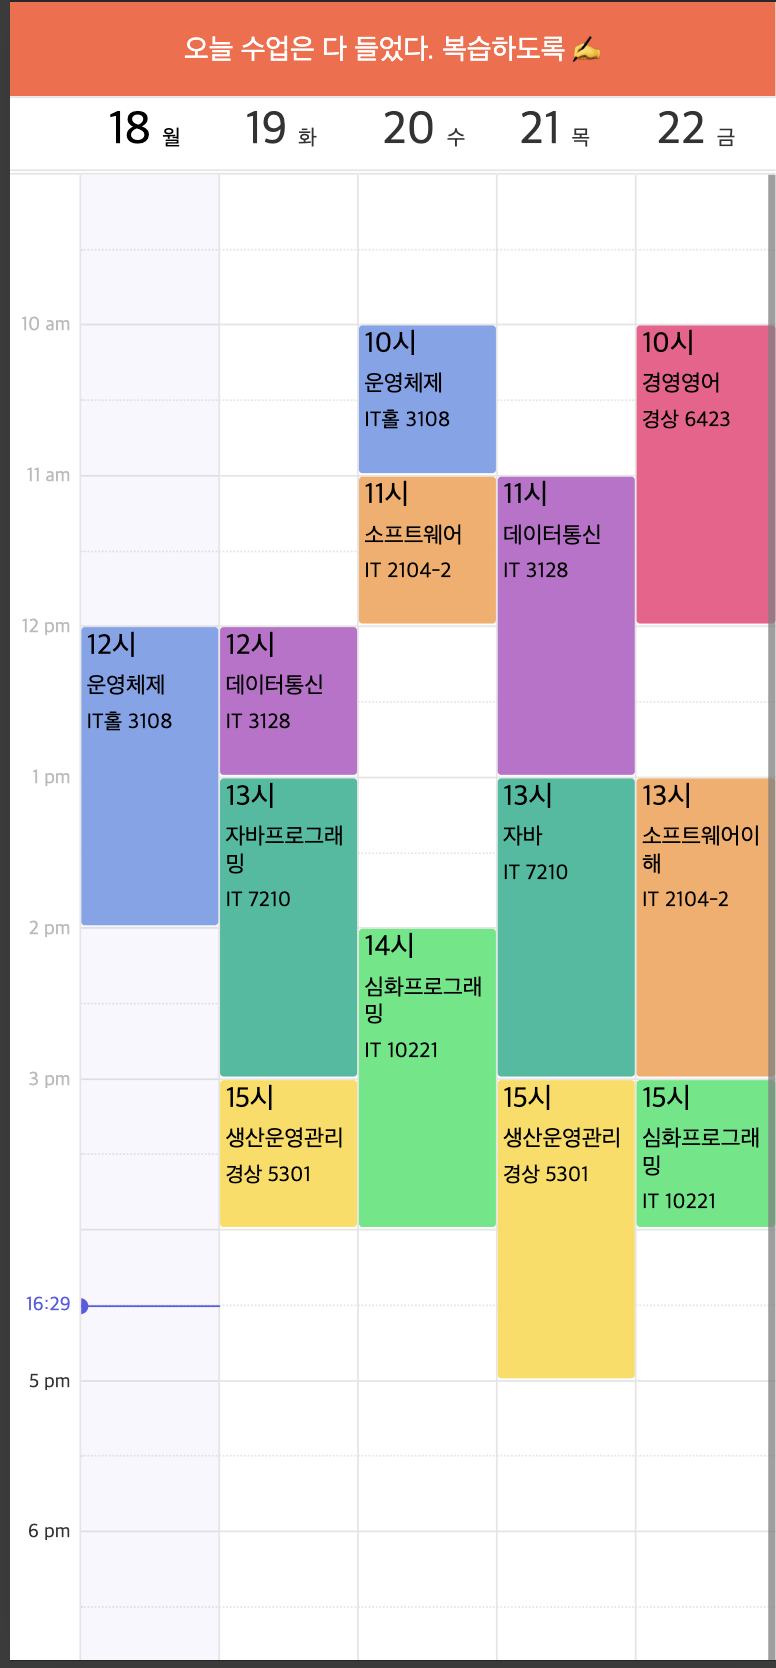 오늘 수업은 다 들었다. 복습하도록 ✍️
18 월 19 화 20 수 21 목 22 금
10 am
11 am
12 pm
1 pm
2 pm
3 pm
16:29
5 pm
6 pm
12시
운영체제
IT홀 3108
12시
데이터통신
IT 3128
13시
자바프로그래
밍
IT 7210
15시
생산운영관리
경상 5301
10시
운영체제
IT홀 3108
11시
소프트웨어
IT 2104-2
14시
심화프로그래
밍
IT 10221
11시
데이터통신
IT 3128
13시
자바
IT 7210
15시
생산운영관리
경상 5301
10시
경영영어
경상 6423
13시
소프트웨어이
해
IT 2104-2
15시
심화프로그래
밍
IT 10221